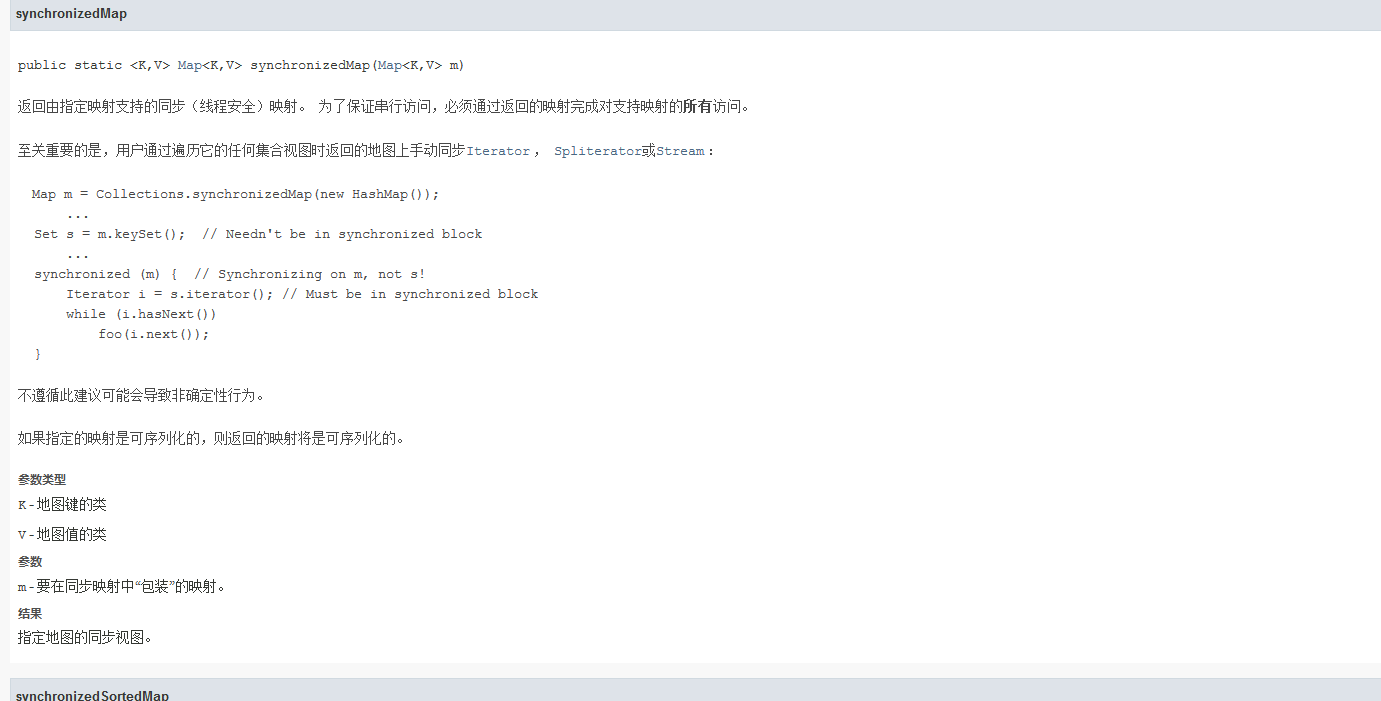 synchronizedMap
public static <K,V> Map<K,V> synchronizedMap(Map<K,V> m)
返回由指定映射支持的同步（线程安全）映射。 为了保证串行访问，必须通过返回的映射完成对支持映射的所有访问。
至关重要的是，用户通过遍历它的任何集合视图时返回的地图上手动同步Iterator ， Spliterator或Stream ：
Map m = Collections.synchronizedMap(new HashMap());
...
Set s = m.keySet();  // Needn't be in synchronized block
...
synchronized (m) {  // Synchronizing on m, not s!
Iterator i = s.iterator(); // Must be in synchronized block
while (i.hasNext())
foo(i.next());
}
不遵循此建议可能会导致非确定性行为。
如果指定的映射是可序列化的，则返回的映射将是可序列化的。
参数类型
K - 地图键的类
V - 地图值的类
参数
m - 要在同步映射中“包装”的映射。
结果
指定地图的同步视图。
synchronizedSortedMap